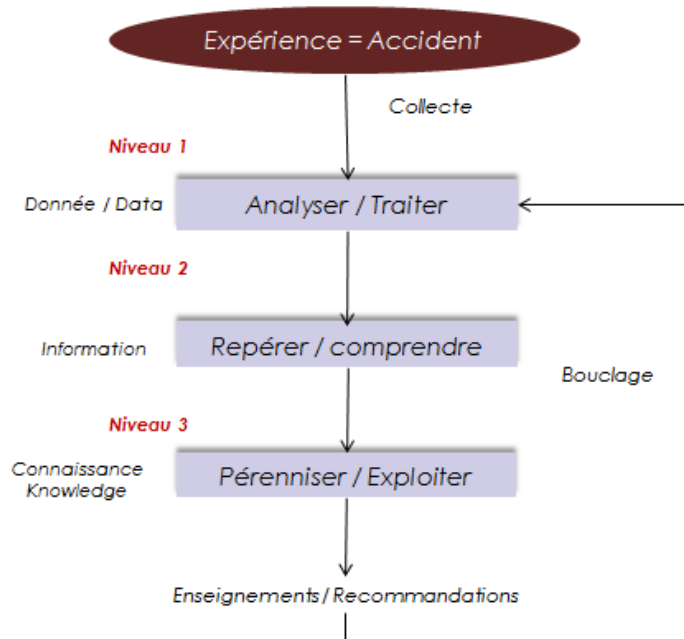 Expérience = Accident
Collecte
Niveau 1
Donnée / Data
Analyser / Traiter
Niveau 2
Information
Repérer / comprendre
Bouclage
Niveau 3
Connaissance
Knowledge
Pérenniser / Exploiter
Enseignements/Recommandations